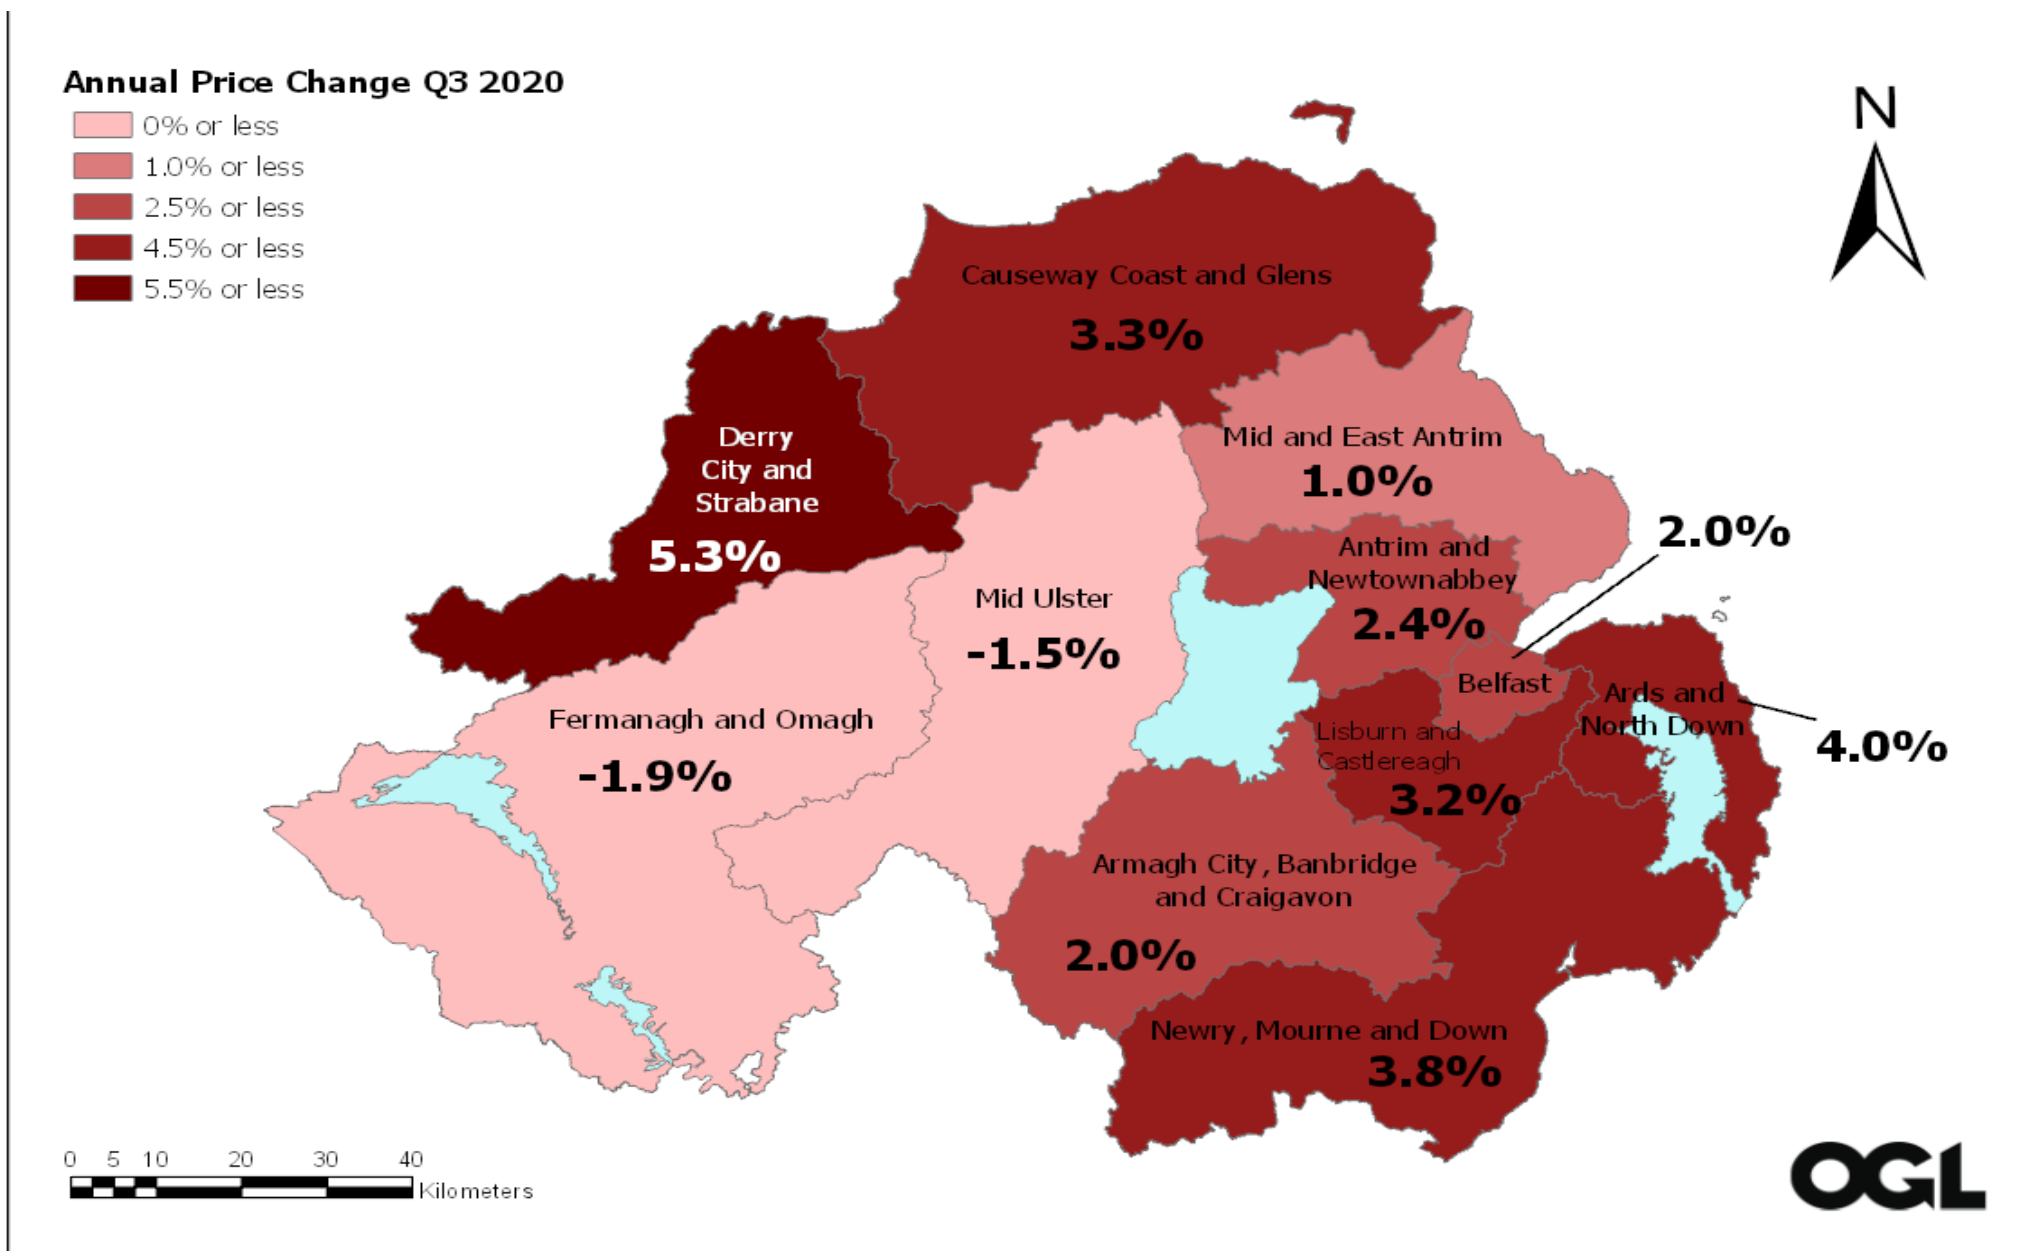 Annual Price Change Q3 2020
0% or less
1.0% or less
2.5% or less
4.5% or less
5.5% or less
N
Causeway Coast and Glens
3.3%
Derry
City and
Strabane
5.3%
Mid and East Antrim
1.0%
2.0%
Antrim and
Newtownabbey
2.4%
Mid Ulster
-1.5%
Belfast
Ards and
North Down
4.0%
Fermanagh and Omagh
-1.9%
Lisburn and
Castlereagh
3.2%
Armagh City, Banbridge
and Craigavon
2.0%
Newry, Mourne and Down
3.8%
0 5 10 20 30 40
Kilometers
OGL